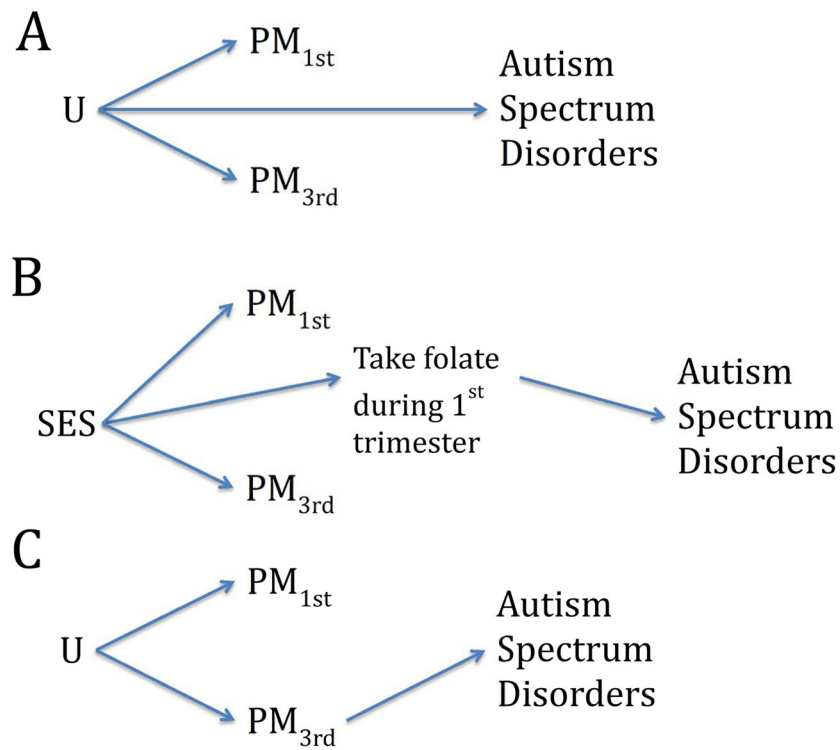 A
PM1st
U
Autism
Spectrum
Disorders
PM3rd
B
PM1st
SES
Take folate
during 1st
trimester
Autism
Spectrum
Disorders
PM3rd
C
PM1st
U
Autism
Spectrum
Disorders
PM3rd